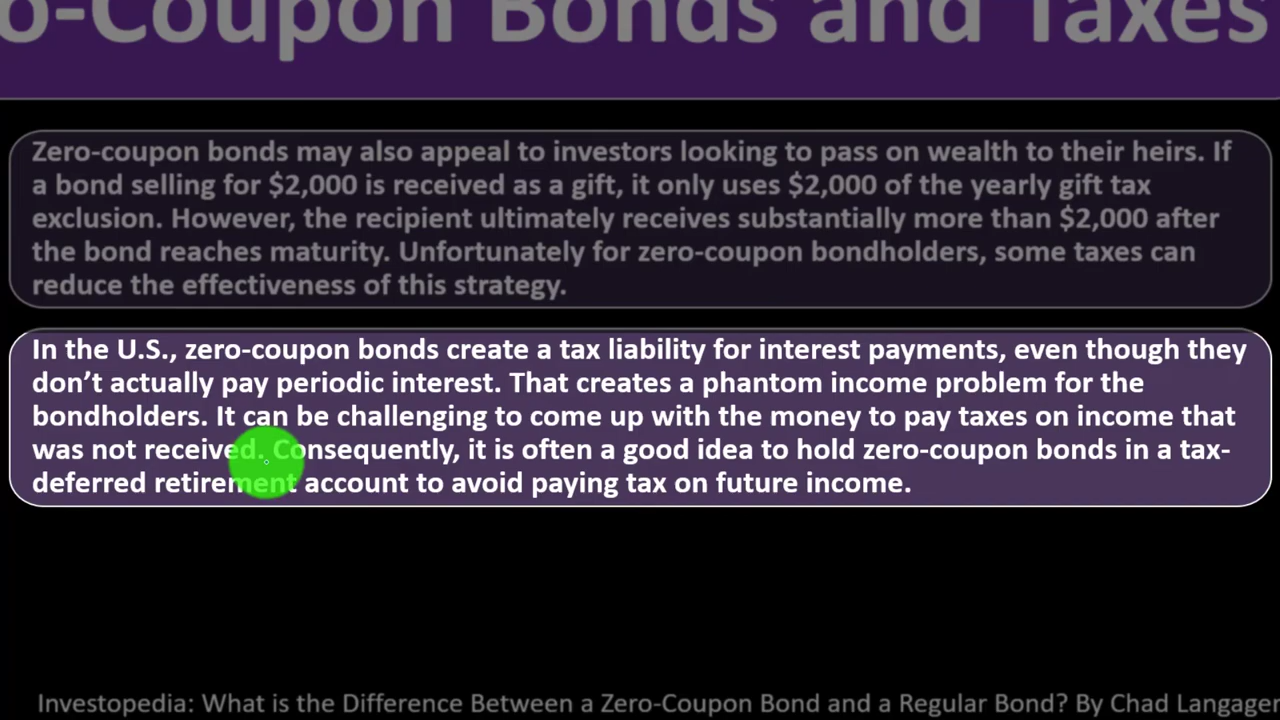 o-Coupon Bonds and Taxes
Zero-coupon bonds may also appeal to investors looking to pass on wealth to their heirs. If
a bond selling for $2,000 is received as a gift, it only uses $2,000 of the yearly gift tax
exclusion. However, the recipient ultimately receives substantially more than $2,000 after
the bond reaches maturity. Unfortunately for zero-coupon bondholders, some taxes can
reduce the effectiveness of this strategy.
In the U.S., zero-coupon bonds create a tax liability for interest payments, even though they
don’t actually pay periodic interest. That creates a phantom income problem for the
bondholders. It can be challenging to come up with the money to pay taxes on income that
was not received. Consequently, it is often a good idea to hold zero-coupon bonds in a tax-
deferred retirement account to avoid paying tax on future income.
Investopedia: What is the Difference Between a Zero-Coupon Bond and a Regular Bond? By Chad Langager